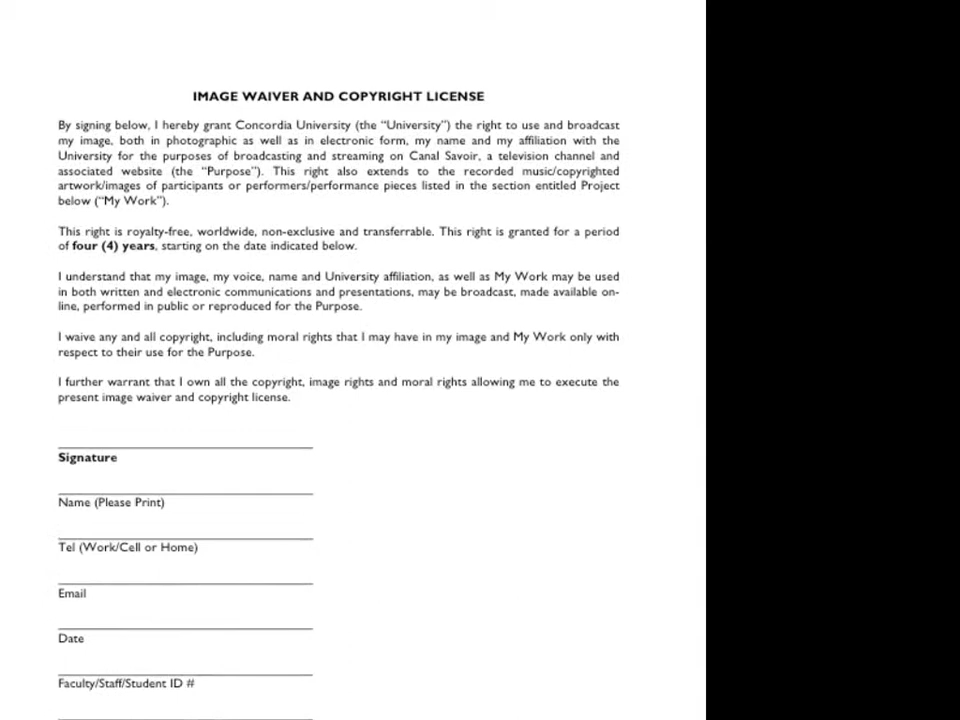 IMAGE WAIVER AND COPYRIGHT LICENSE
By signing below, I hereby grant Concordia University (the “University”) the right to use and broadcast
my image, both in photographic as well as in electronic form, my name and my affiliation with the
University for the purposes of broadcasting and streaming on Canal Savoir, a television channel and
associated website (the “Purpose”). This right also extends to the recorded music/copyrighted
artwork/images of participants or performers/performance pieces listed in the section entitled Project
below (“My Work”).
This right is royalty-free, worldwide, non-exclusive and transferrable. This right is granted for a period
of four (4) years, starting on the date indicated below.
I understand that my image, my voice, name and University affiliation, as well as My Work may be used
in both written and electronic communications and presentations, may be broadcast, made available on-
line, performed in public or reproduced for the Purpose.
I waive any and all copyright, including moral rights that I may have in my image and My Work only with
respect to their use for the Purpose.
I further warrant that I own all the copyright, image rights and moral rights allowing me to execute the
present image waiver and copyright license.
Signature
Name (Please Print)
Tel (Work/Cell or Home)
Email
Date
Faculty/Staff/Student ID #